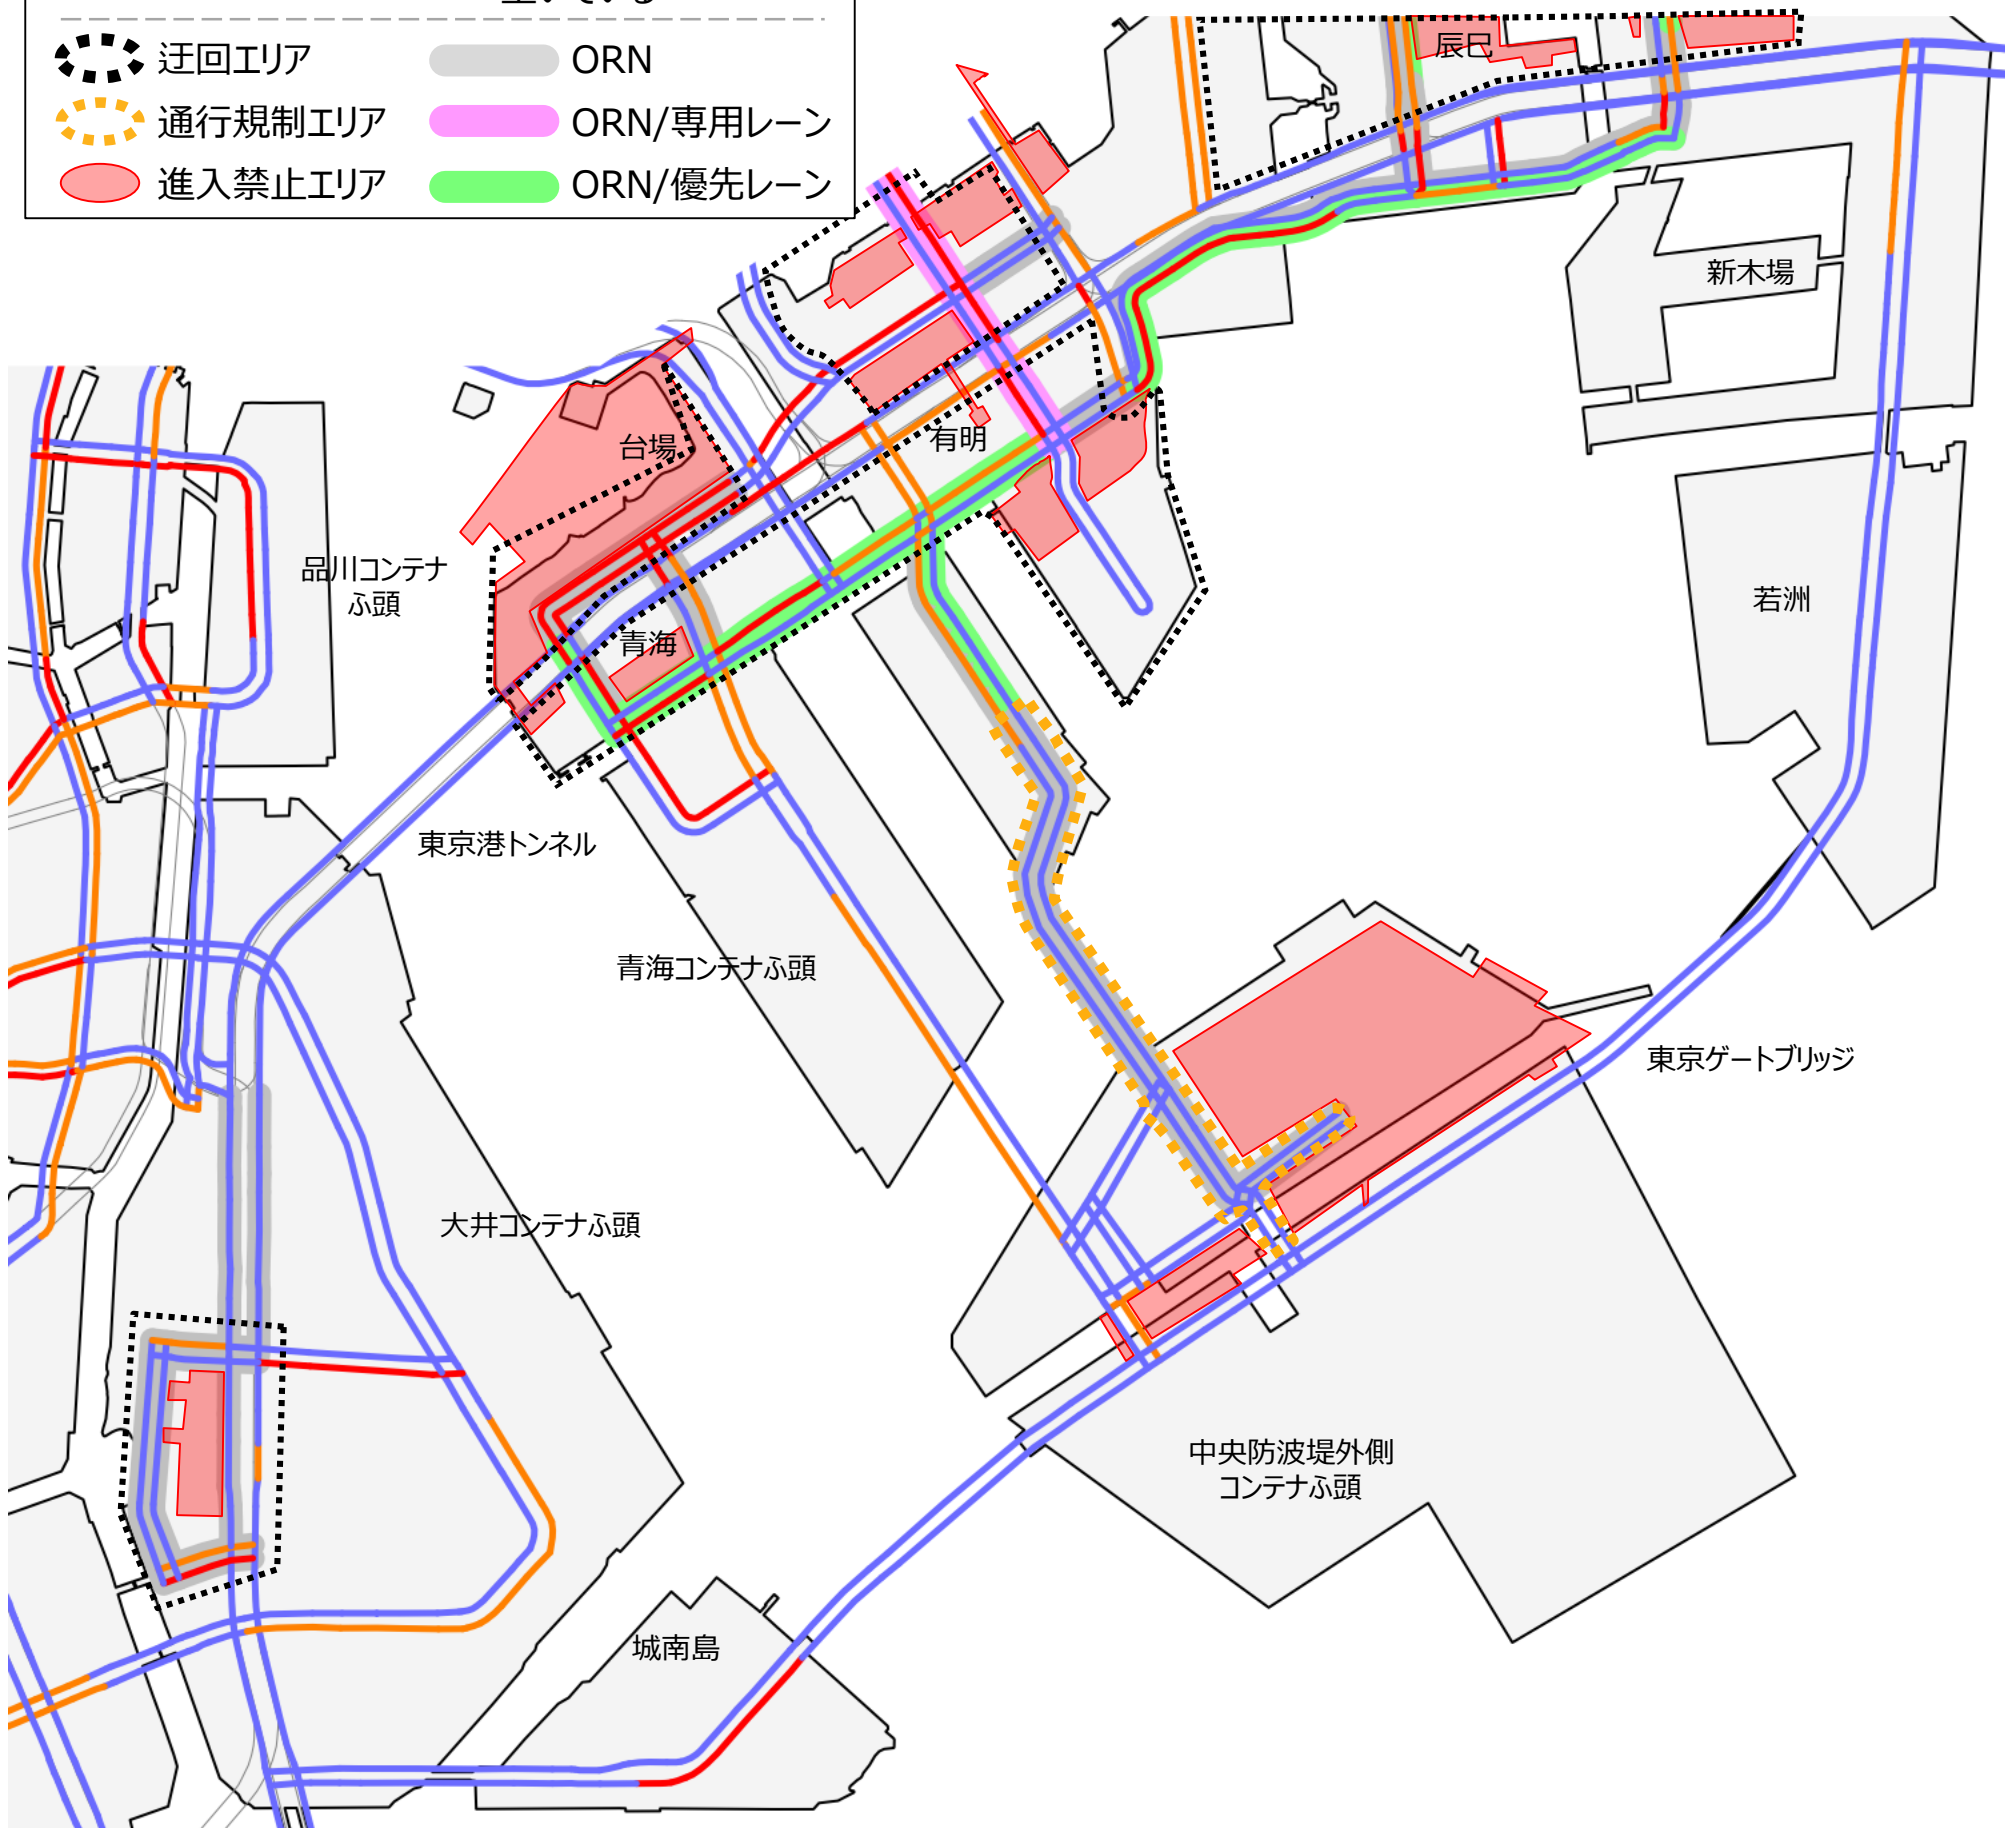 空いている
迂回エリア
ORN
通行規制エリア
ORN/専用レーン
進入禁止エリア
ORN/優先レーン
辰巳
新木場
台場
有明
品川コンテナ
ふ頭
青海
若洲
東京港トンネル
青海コンテナふ頭
東京ゲートブリッジ
大井コンテナふ頭
中央防波堤外側
コンテナふ頭
城南島